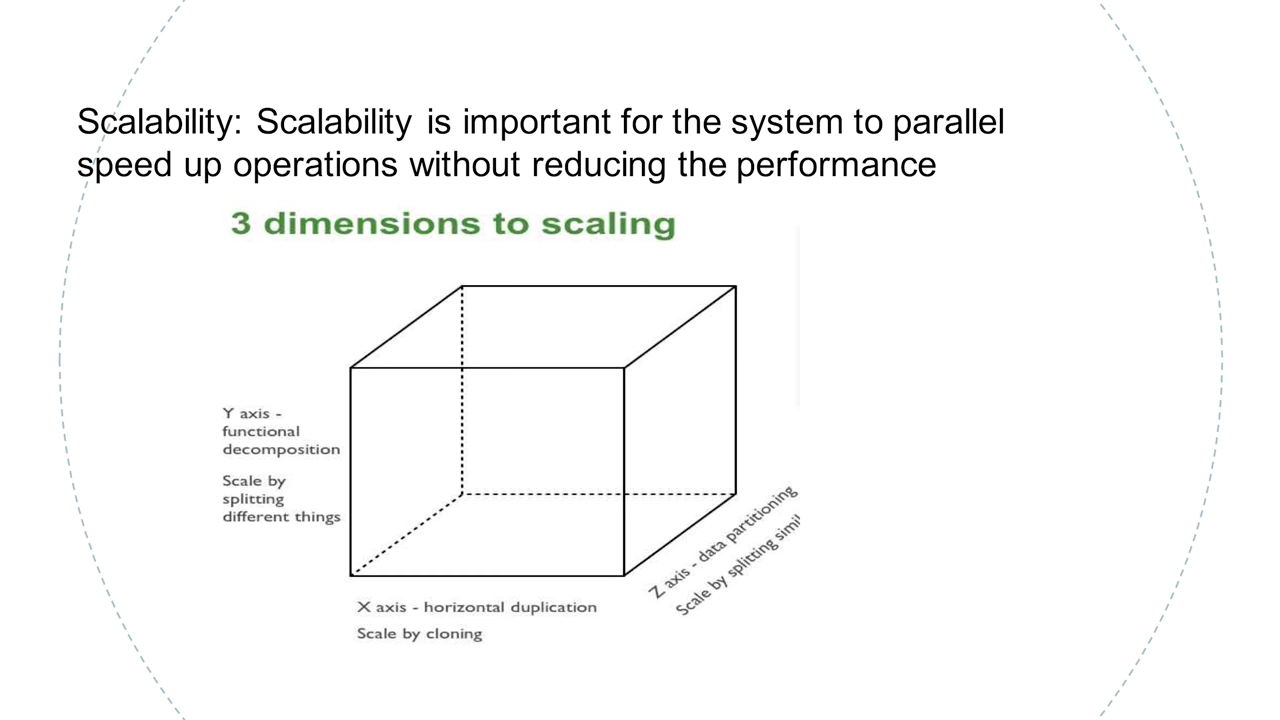 Scalability: Scalability is important for the system to parallel
speed up operations without reducing the performance
3 dimensions to scaling
Y axis -
functional
decomposition
Scale by
splitting
different things
Z axis - data partitioning
Scale by splitting
X axis - horizontal duplication
Scale by cloning